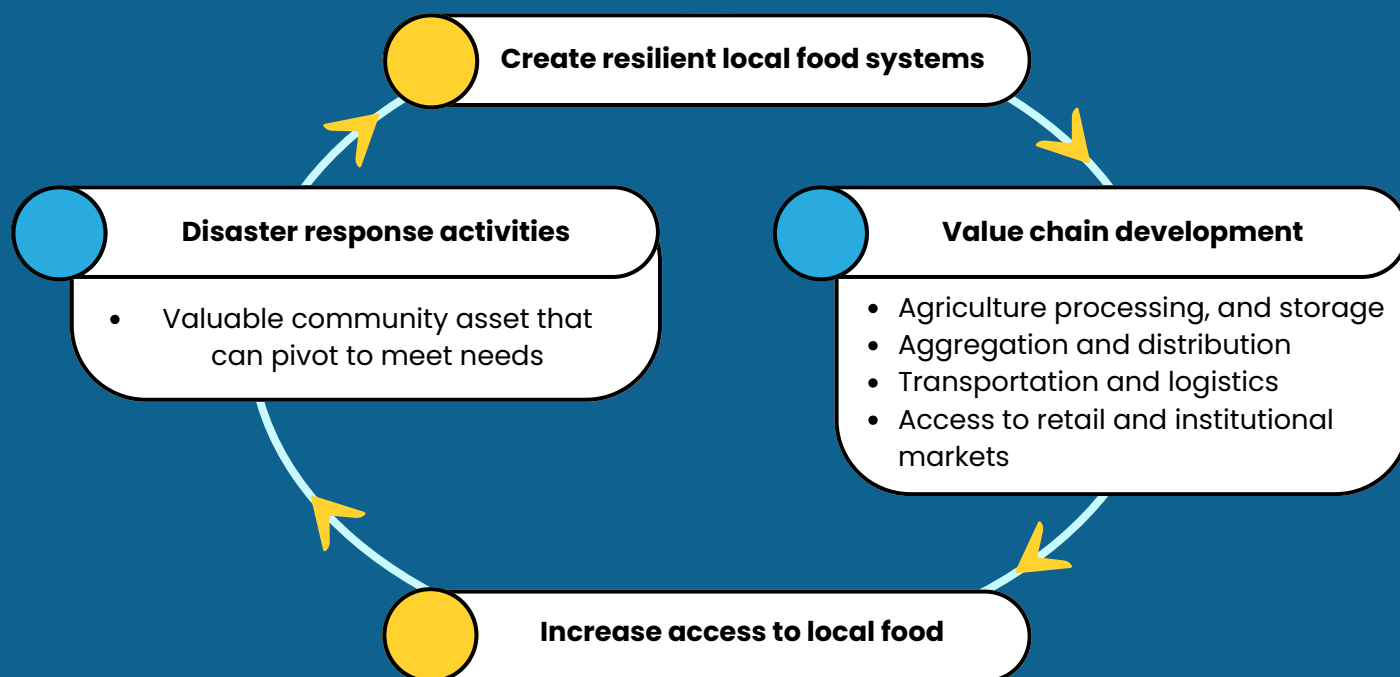 Create resilient local food systems
Disaster response activities
• Valuable community asset that
can pivot to meet needs
Value chain development
• Agriculture processing, and storage
• Aggregation and distribution
• Transportation and logistics
• Access to retail and institutional
markets
Increase access to local food